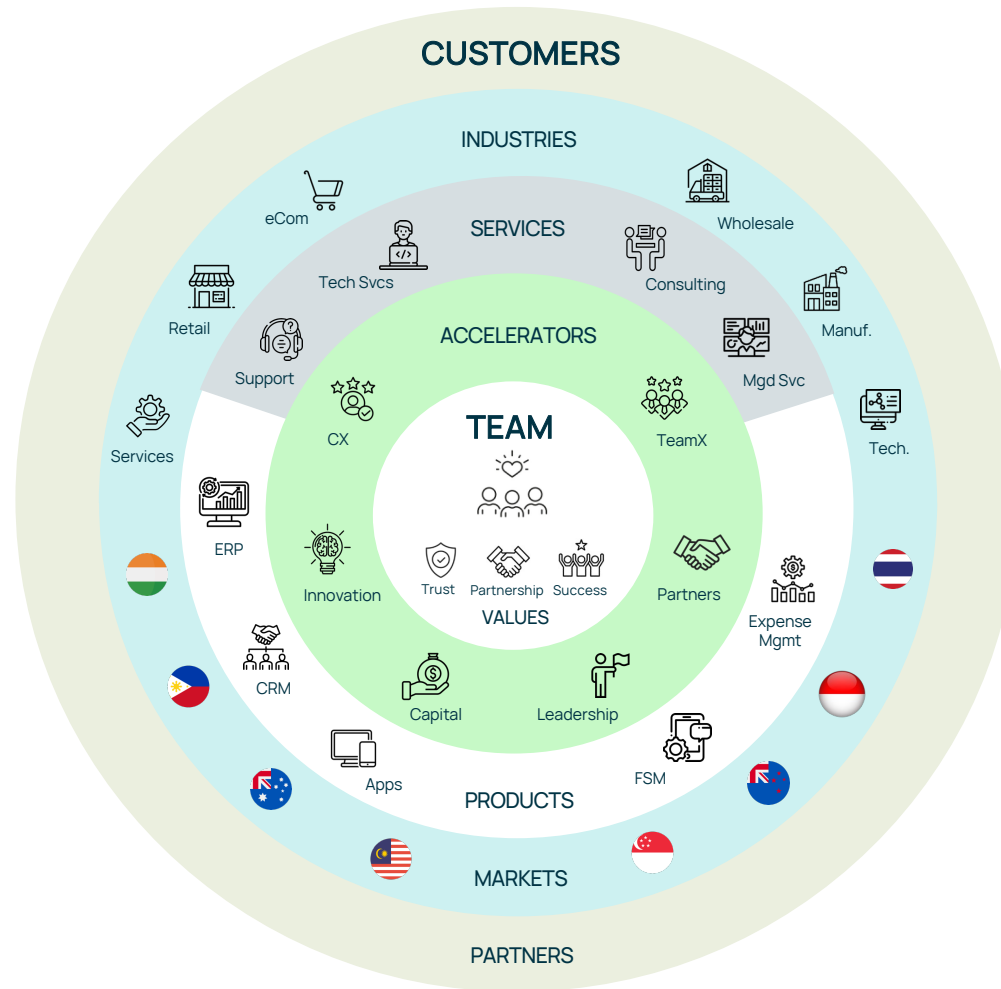 CUSTOMERS
INDUSTRIES
eCom
Wholesale
SERVICES
Tech Svcs
Consulting
Retail
Manuf.
ACCELERATORS
Support
Mgd Svc
TEAM
CX
TeamX
Services
Tech.
ERP
Trust
Partnership
Success
Innovation
Partners
VALUES
Expense
Mgmt
CRM
Capital
Leadership
Apps
FSM
PRODUCTS
MARKETS
PARTNERS